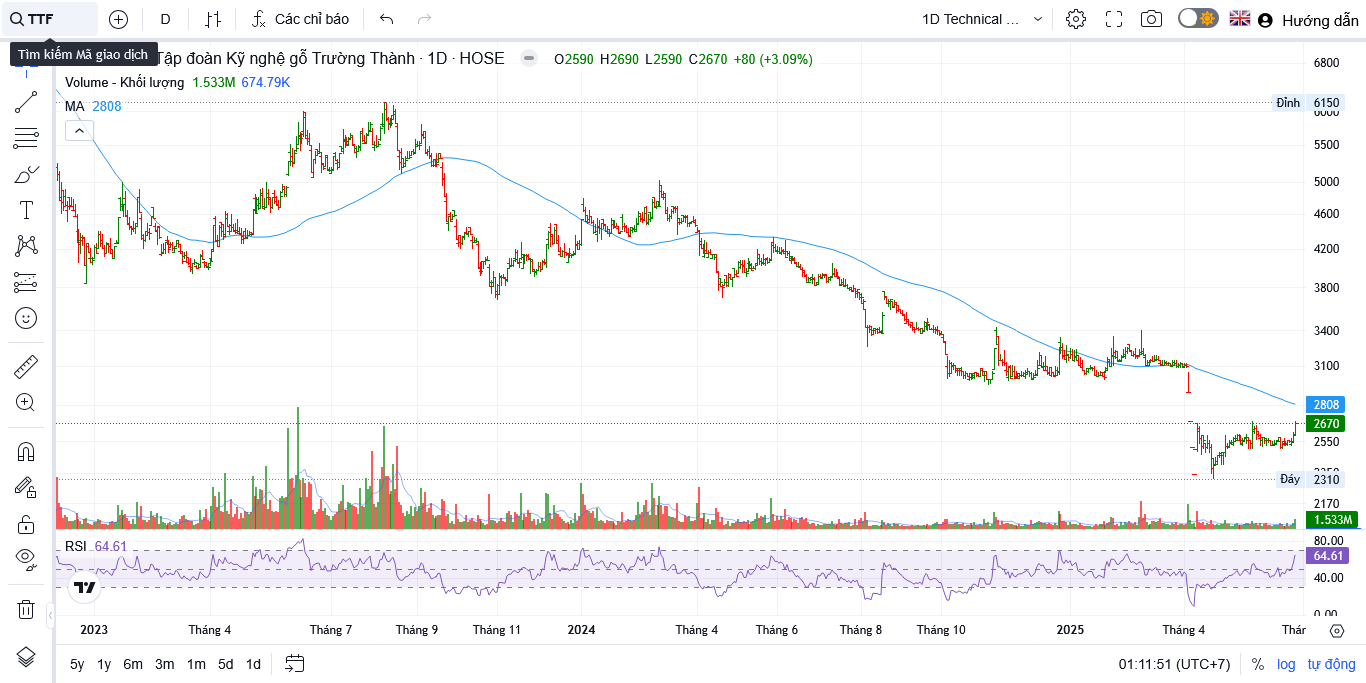 TTF
D
Các chỉ báo
1D Technical ...
Hướng dẫn
Tìm kiếm Mã giao dịch
Tập đoàn Kỹ nghệ gỗ Trường Thành · 1D · HOSE
O2590 H2690 L2590 C2670 +80 (+3.09%)
Volume - Khối lượng 1.533M 674.79K
MA 2808
6800
Đỉnh 6150
6000
5500
5000
4600
4200
3800
3400
3100
2808
2670
2550
2350
Đáy 2310
2170
1.533M
RSI 64.61
80.00
64.61
40.00
0.00
2023 Tháng 4 Tháng 7 Tháng 9 Tháng 11 2024 Tháng 4 Tháng 6 Tháng 8 Tháng 10 2025 Tháng 4 Thár
5y 1y 6m 3m 1m 5d 1d
01:11:51 (UTC+7) % log tự động